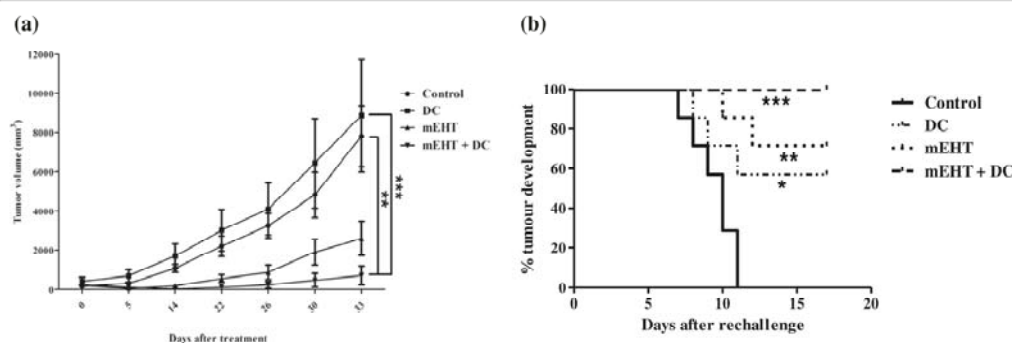 (a)
Tumor volume (mm3)
12000
10000
8000
6000
4000
2000
0
0 5 14 22 26 30 33
Days after treatment
Control
DC
mEHT
mEHT + DC
**
***
(b)
% tumour development
100
80
60
40
20
0
0 5 10 15 20
Days after rechallenge
***
**
*
Control
DC
mEHT
mEHT + DC